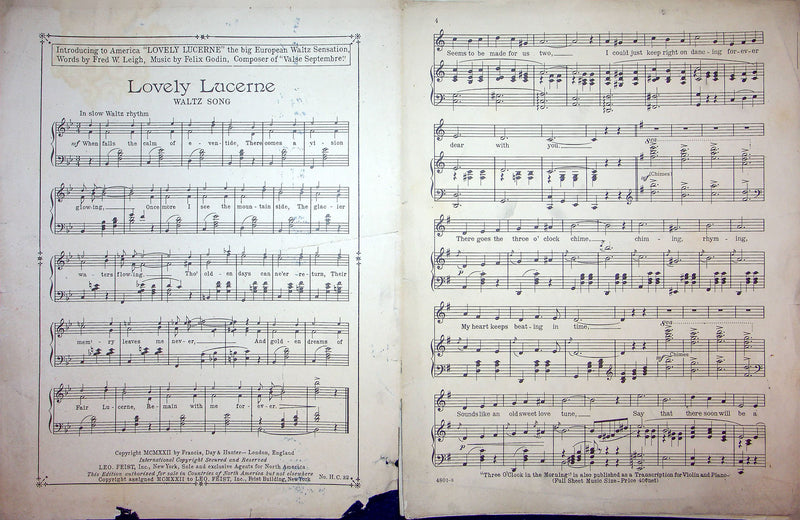 Introducing to America "LOVELY LUCERNE" the big European Waltz Sensation,
Words by Fred W. Leigh, Music by Felix Godin, Composer of "Valse Septembre"
Lovely Lucerne
WALTZ SONG
In slow Waltz rhythm
mf When falls the calm of e - ven - tide, There comes a vi - sion
glow-ing, Once more I see the moun - tain side, The glac - ier
wa - ters flow-ing. Tho' old - en days can ne'er re - turn, Their
mem - 'ry leaves me nev - er, And gold - en dreams of
Fair Lu - cerne, Re - main with me for - ev - er.
Copyright MCMXXII by Francis, Day & Hunter - London, England
International Copyright Secured and Reserved
LEO. FEIST, Inc., New York, Sole and exclusive Agents for North America
This Edition authorized for sale in Countries of North America but not elsewhere
Copyright assigned MCMXXII to LEO. FEIST, Inc., Feist Building, New York
No. H. C. 22
4
Seems to be made for us two, I could just keep right on danc - ing for-ev-er
dear with you.
(Chimes)
There goes the three o' clock chime, chim - ing, rhym - ing,
p
My heart keeps beat - ing in time,
Chimes
Sounds like an old sweet love tune, Say that there soon will be a
"Three O'Clock in the Morning" is also published as a Transcription for Violin and Piano-
(Full Sheet Music Size - Price 40¢ net)
4801-3